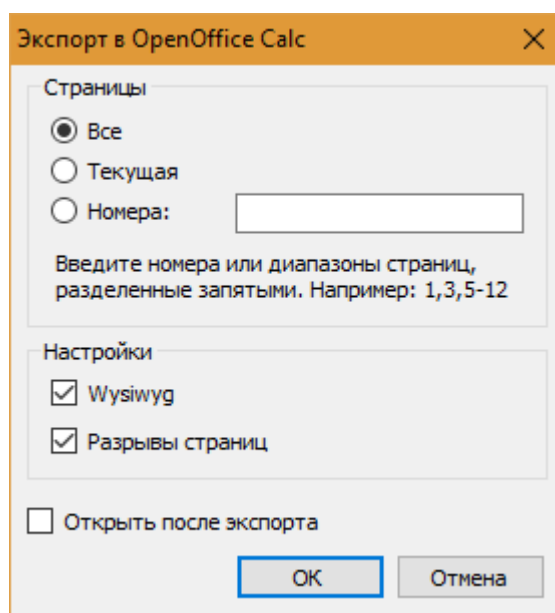 Экспорт в OpenOffice Calc
Страницы
Все
Текущая
Номера:
Введите номера или диапазоны страниц,
разделенные запятыми. Например: 1,3,5-12
Настройки
Wysiwyg
Разрывы страниц
Открыть после экспорта
ОК Отмена